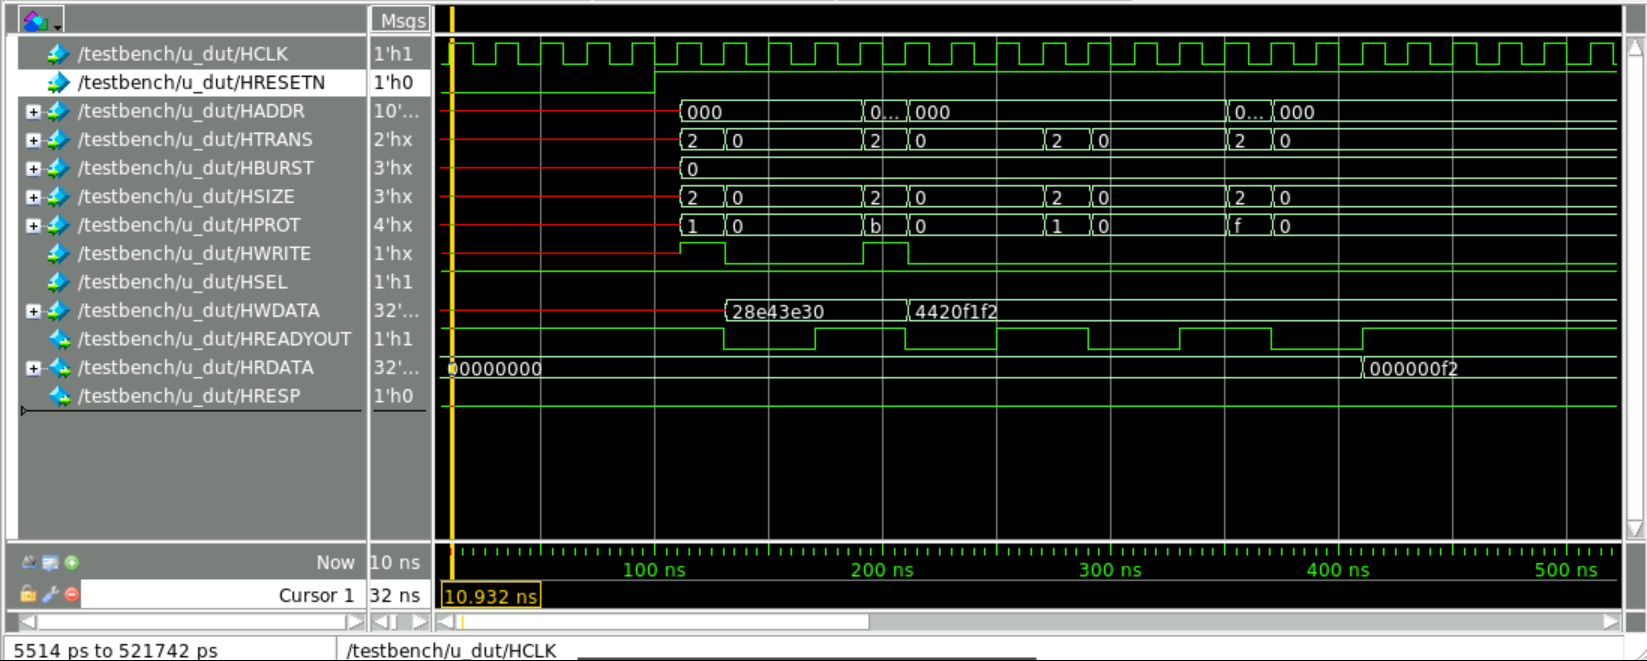 Msgs
/testbench/u_dut/HCLK 1'h1
/testbench/u_dut/HRESETN 1'h0
/testbench/u_dut/HADDR 10'... 000 0... 000 0... 000
/testbench/u_dut/HTRANS 2'hx 2 0 2 0 2 0 2 0
/testbench/u_dut/HBURST 3'hx 0
/testbench/u_dut/HSIZE 3'hx 2 0 2 0 2 0 2 0
/testbench/u_dut/HPROT 4'hx 1 0 b 0 1 0 f 0
/testbench/u_dut/HWRITE 1'hx
/testbench/u_dut/HSEL 1'h1
/testbench/u_dut/HWDATA 32'... 28e43e30 4420f1f2
/testbench/u_dut/HREADYOUT 1'h1
/testbench/u_dut/HRDATA 32'... 00000000 000000f2
/testbench/u_dut/HRESP 1'h0
Now 10 ns 100 ns 200 ns 300 ns 400 ns 500 ns
Cursor 1 32 ns 10.932 ns
5514 ps to 521742 ps /testbench/u_dut/HCLK